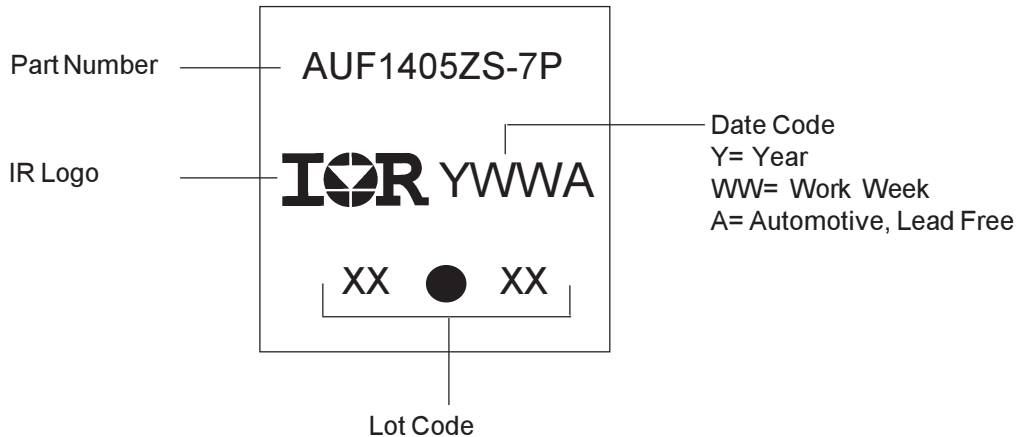 Part Number
AUF1405ZS-7P
IR Logo
IOR YWWA
Date Code
Y= Year
WW= Work Week
A= Automotive, Lead Free
XX ● XX
Lot Code